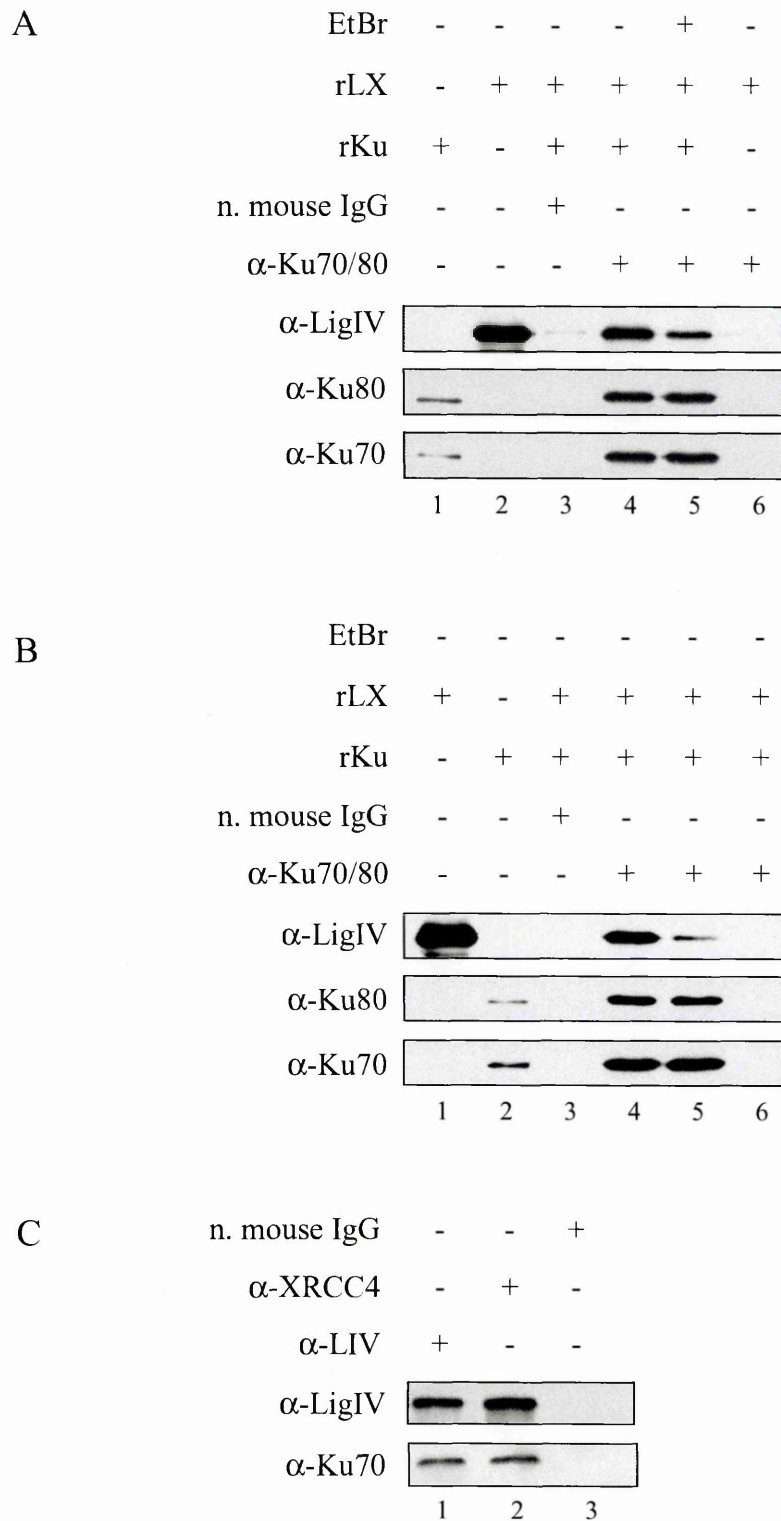 A
EtBr - - - - + -
rLX - + + + + +
rKu + - + + + -
n. mouse IgG - - + - - -
α-Ku70/80 - - - + + +
α-LigIV
α-Ku80
α-Ku70
1 2 3 4 5 6
B
EtBr - - - - - -
rLX + - + + + +
rKu - + + + + +
n. mouse IgG - - + - - -
α-Ku70/80 - - - + + +
α-LigIV
α-Ku80
α-Ku70
1 2 3 4 5 6
C
n. mouse IgG - - +
α-XRCC4 - + -
α-LIV + - -
α-LigIV
α-Ku70
1 2 3